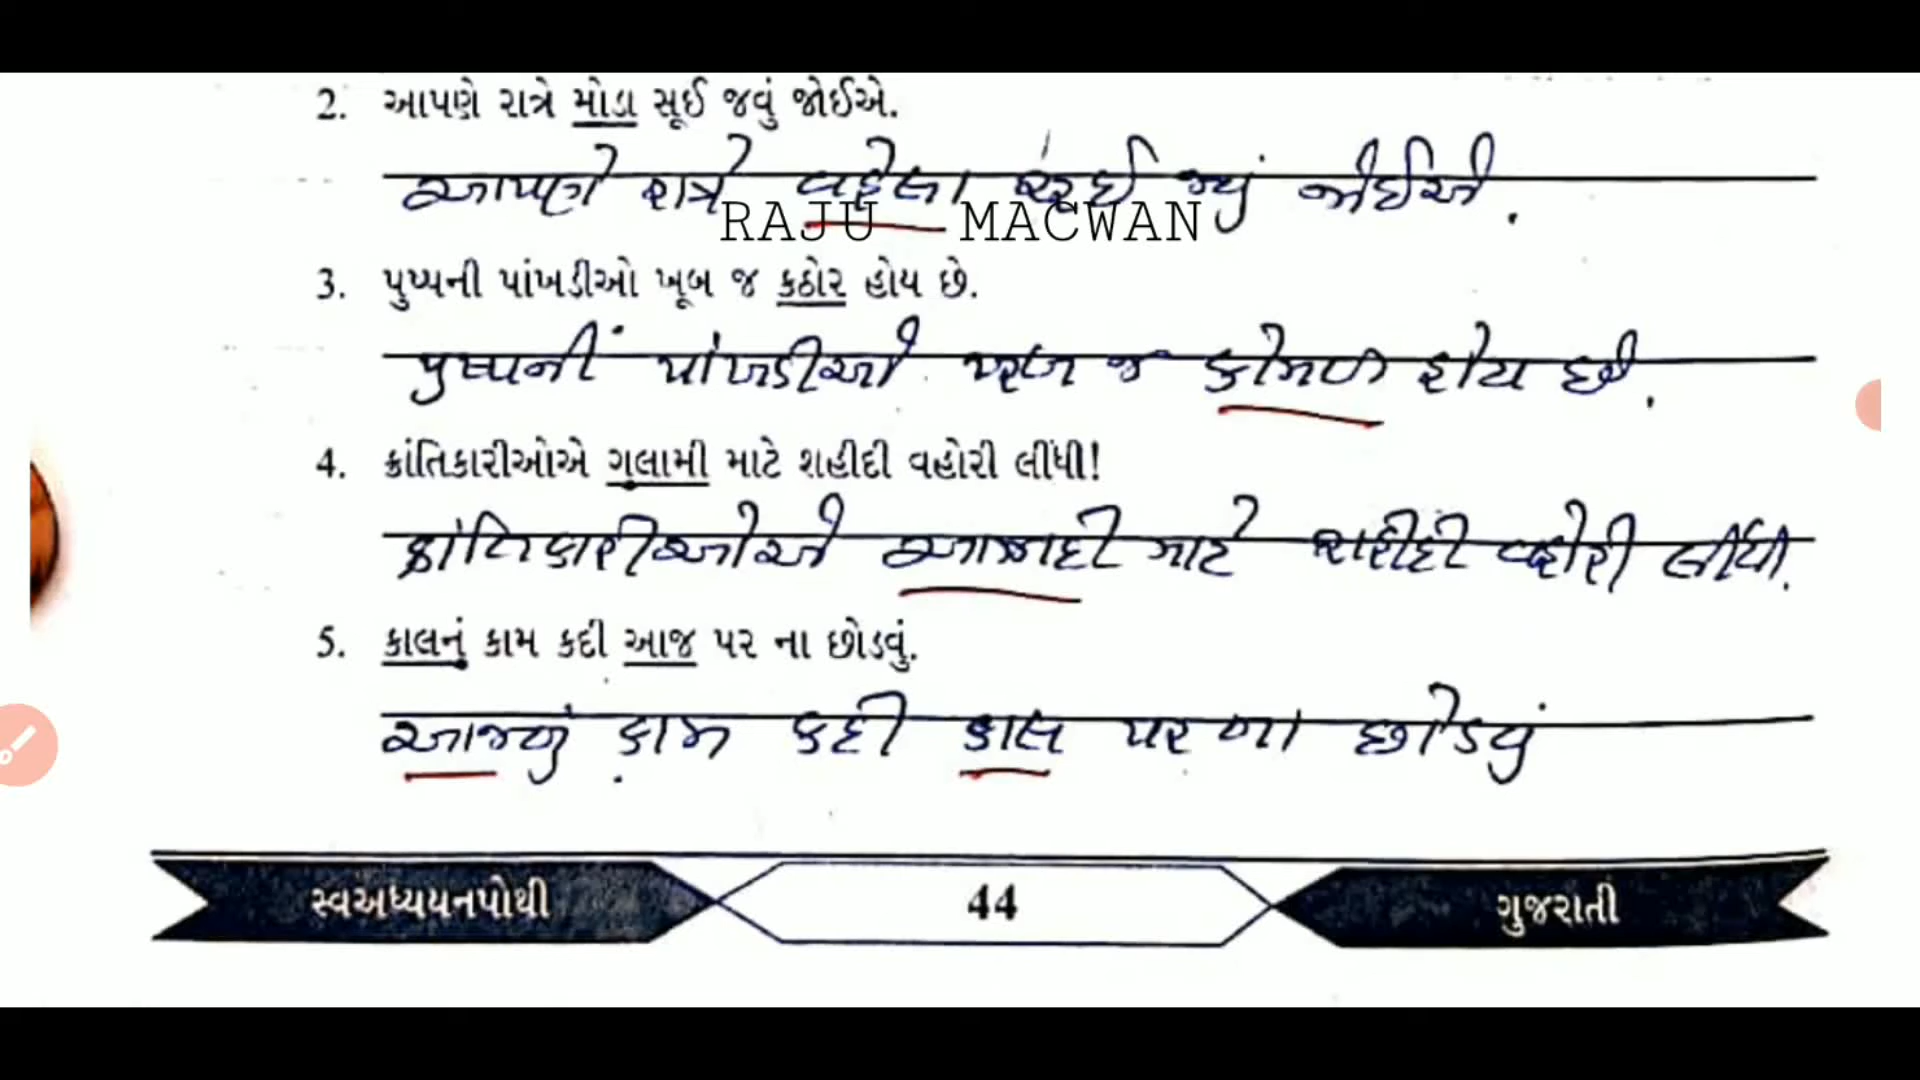 2. આપણે રાત્રે મોડા સૂઈ જવું જોઈએ.
આપણે રાત્રે વહેલા સૂઈ જવું જોઈએ.
RAJU MACWAN
3. પુષ્પની પાંખડીઓ ખૂબ જ કઠોર હોય છે.
પુષ્પની પાંખડીઓ ખૂબ જ કોમળ હોય છે.
4. ક્રાંતિકારીઓએ ગુલામી માટે શહીદી વહોરી લીધી!
ક્રાંતિકારીઓએ આઝાદી માટે શહીદી વહોરી લીધી.
5. કાલનું કામ કદી આજ પર ના છોડવું.
આજનું કામ કદી કાલ પર ના છોડવું
સ્વઅધ્યયનપોથી 44 ગુજરાતી